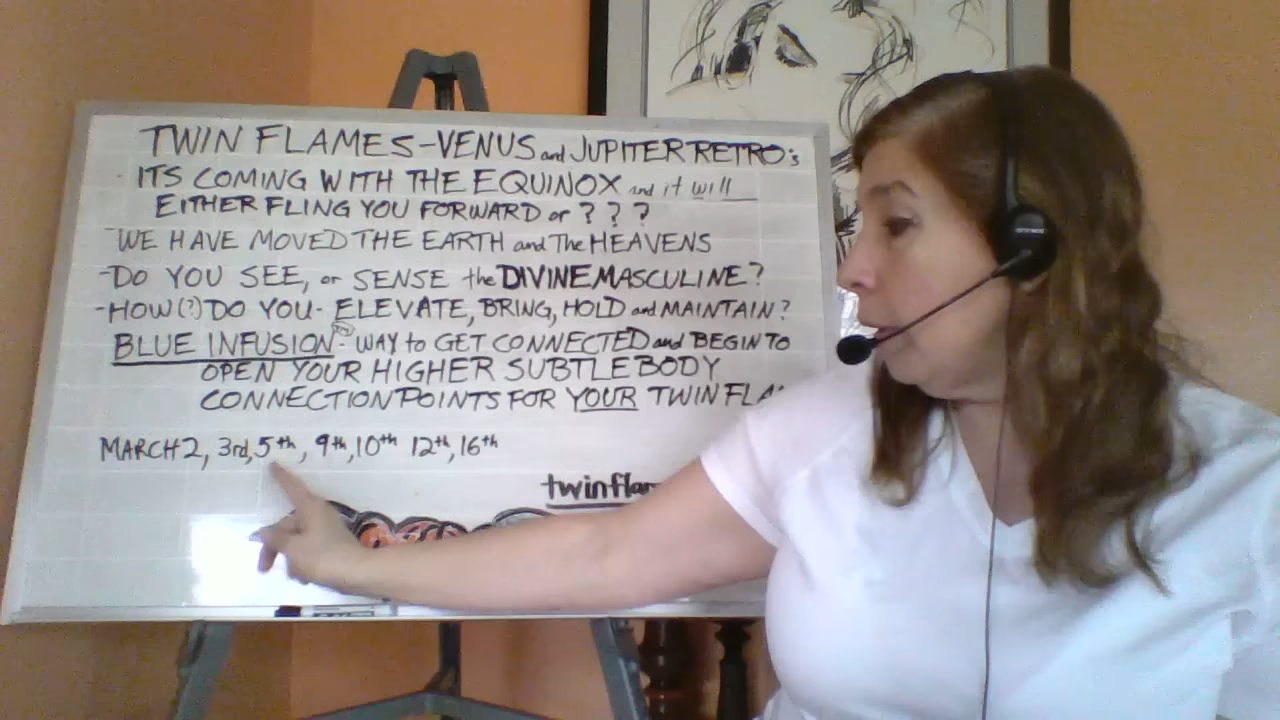 TWIN FLAMES-VENUS and JUPITER RETRO's
ITS COMING WITH THE EQUINOX and it will
EITHER FLING YOU FORWARD or ? ? ?
-WE HAVE MOVED THE EARTH and The HEAVENS
-DO YOU SEE, or SENSE the DIVINE MASCULINE?
-HOW(?) DO YOU- ELEVATE, BRING, HOLD and MAINTAIN?
BLUE INFUSION- WAY to GET CONNECTED and BEGIN TO
OPEN YOUR HIGHER SUBTLE BODY
CONNECTION POINTS FOR YOUR TWIN FLA
MARCH 2, 3rd, 5th, 9th, 10th 12th, 16th
twinflam